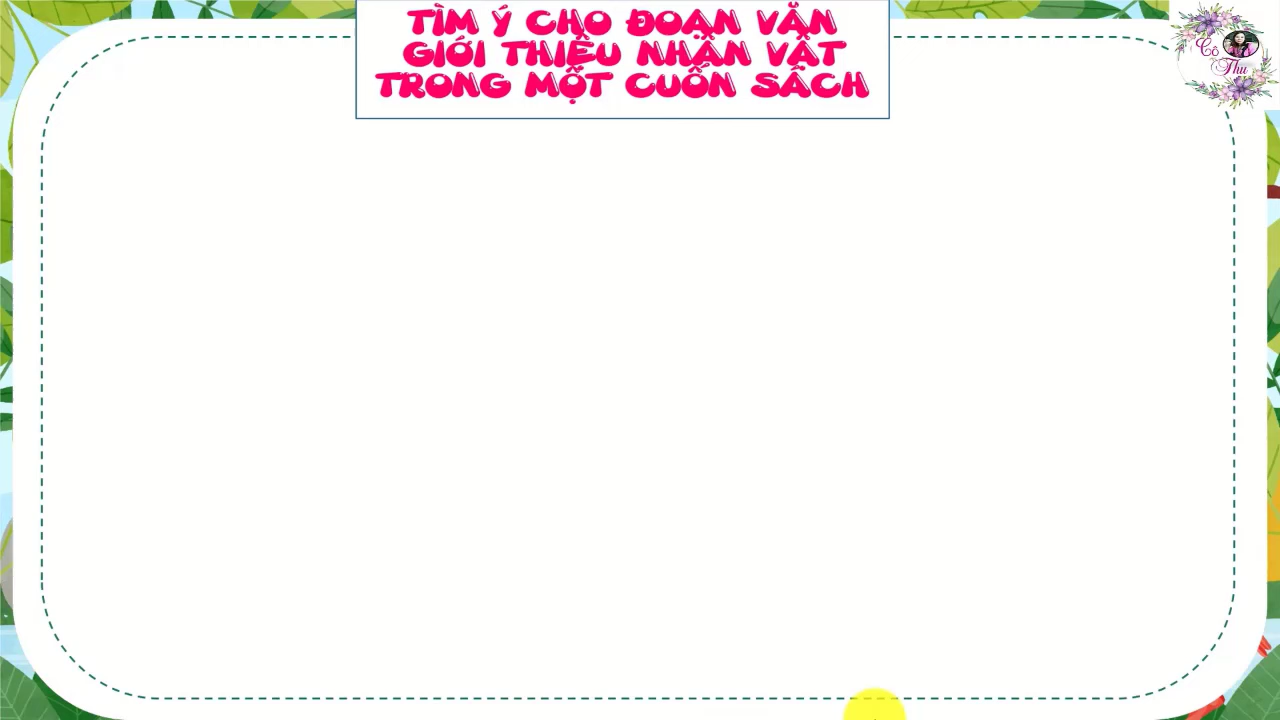 TÌM Ý CHO ĐOẠN VĂN
GIỚI THIỆU NHÂN VẬT
TRONG MỘT CUỐN SÁCH
Cô
Thu